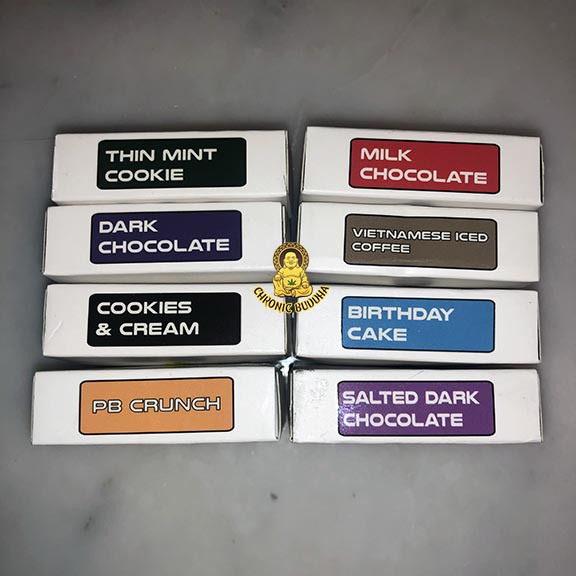 THIN MINT
COOKIE
MILK
CHOCOLATE
DARK
CHOCOLATE
VIETNAMESE ICED
COFFEE
COOKIES
& CREAM
BIRTHDAY
CAKE
PB CRUNCH
SALTED DARK
CHOCOLATE
CHRONIC BUDDHA